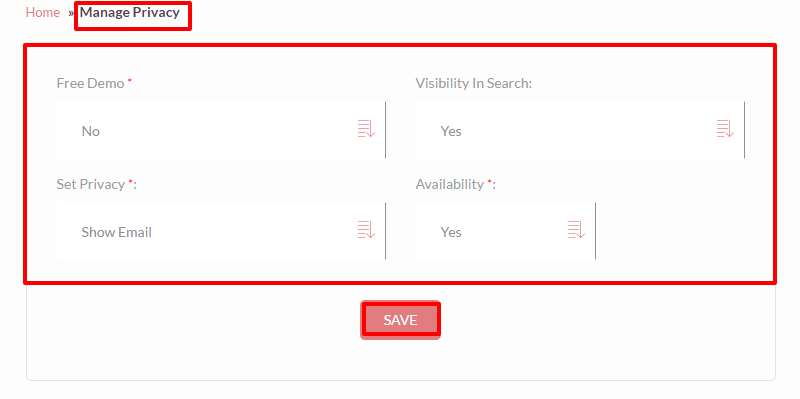 Home » Manage Privacy
Free Demo * Visibility In Search:
No Yes
Set Privacy *: Availability *:
Show Email Yes
SAVE